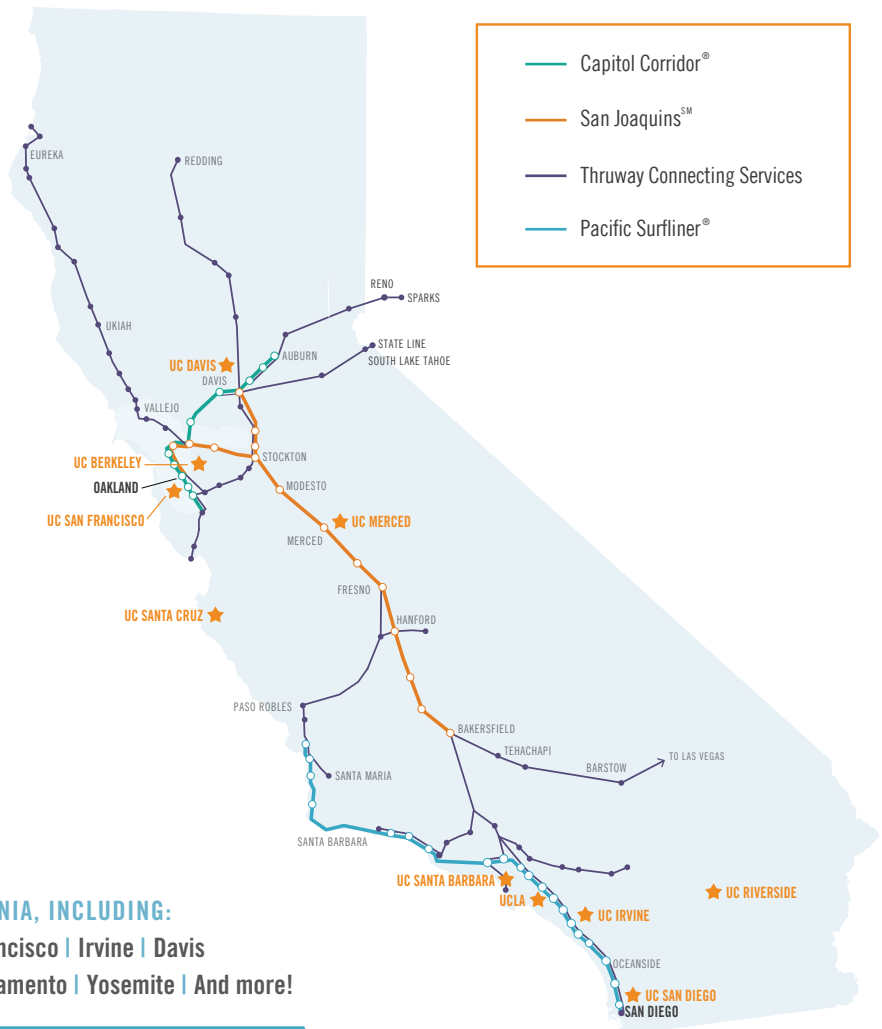 Capitol Corridor®
San Joaquins℠
Thruway Connecting Services
Pacific Surfliner®
EUREKA
REDDING
RENO
SPARKS
UKIAH
STATE LINE
SOUTH LAKE TAHOE
AUBURN
UC DAVIS
DAVIS
VALLEJO
STOCKTON
UC BERKELEY
OAKLAND
MODESTO
UC SAN FRANCISCO
UC MERCED
MERCED
FRESNO
UC SANTA CRUZ
HANFORD
PASO ROBLES
BAKERSFIELD
TEHACHAPI
TO LAS VEGAS
BARSTOW
SANTA MARIA
SANTA BARBARA
UC SANTA BARBARA
UCLA
UC RIVERSIDE
UC IRVINE
OCEANSIDE
UC SAN DIEGO
SAN DIEGO
NIA, INCLUDING:
ncisco | Irvine | Davis
amento | Yosemite | And more!